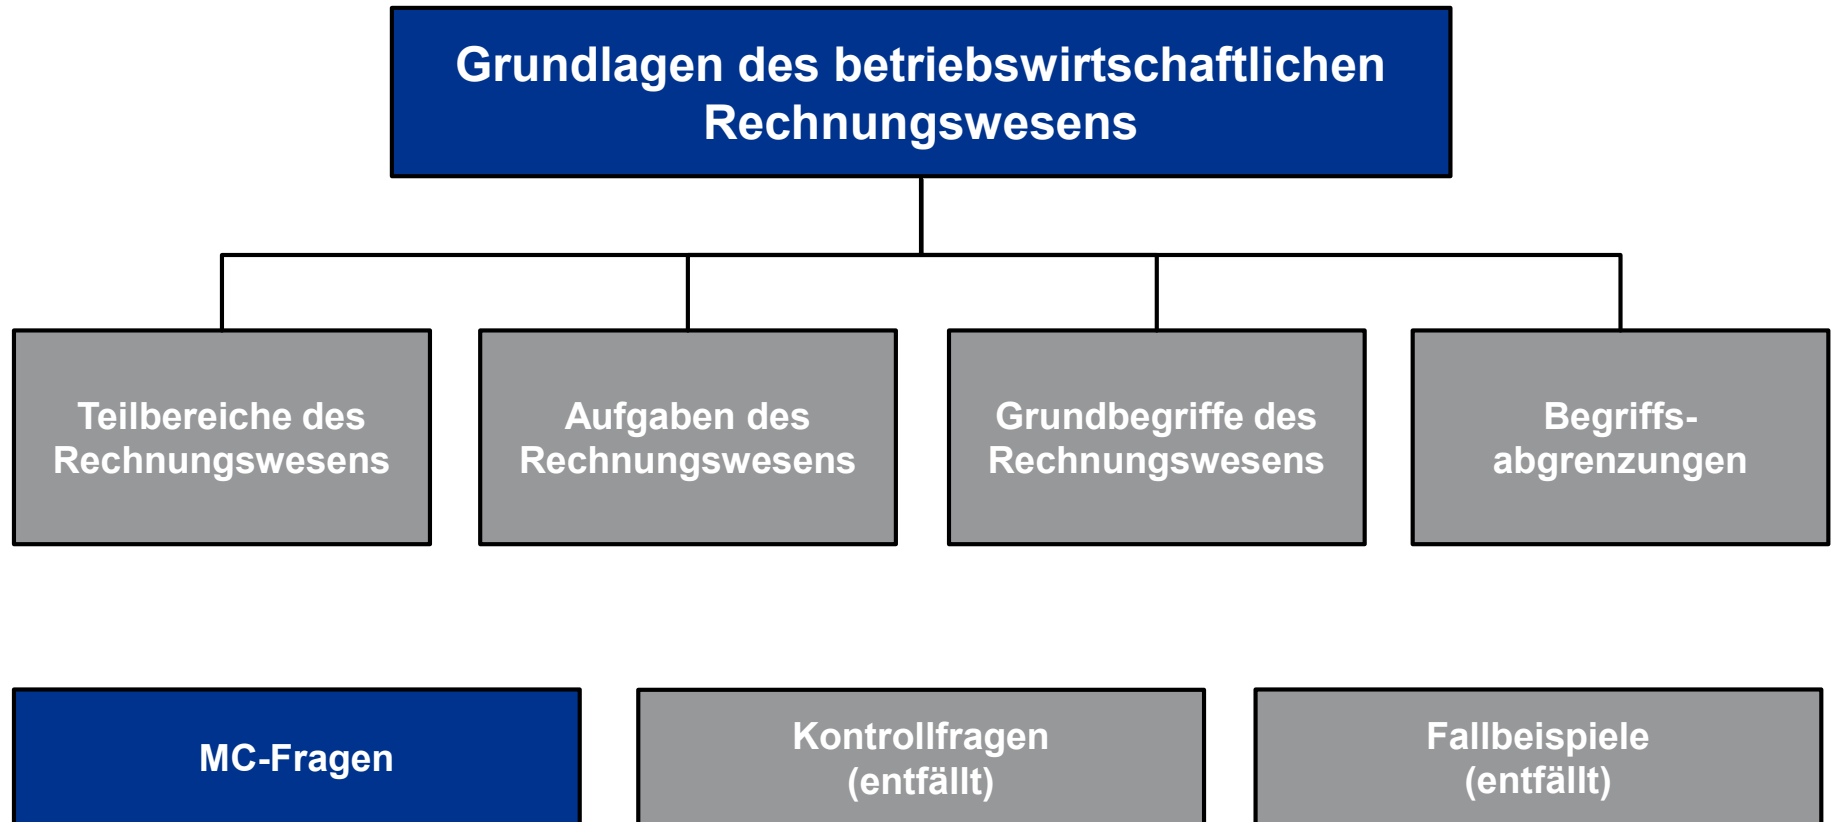 Grundlagen des betriebswirtschaftlichen
Rechnungswesens
Teilbereiche des
Rechnungswesens
Aufgaben des
Rechnungswesens
Grundbegriffe des
Rechnungswesens
Begriffs-
abgrenzungen
MC-Fragen
Kontrollfragen
(entfällt)
Fallbeispiele
(entfällt)